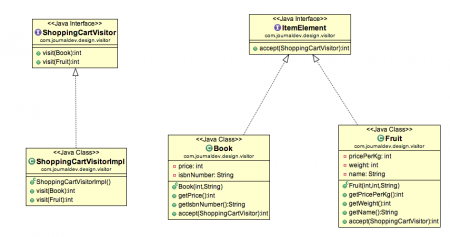 <<Java Interface>>
ShoppingCartVisitor
com.journaldev.design.visitor
visit(Book):int
visit(Fruit):int
<<Java Interface>>
ItemElement
com.journaldev.design.visitor
accept(ShoppingCartVisitor):int
<<Java Class>>
ShoppingCartVisitorImpl
com.journaldev.design.visitor
ShoppingCartVisitorImpl()
visit(Book):int
visit(Fruit):int
<<Java Class>>
Book
com.journaldev.design.visitor
price: int
isbnNumber: String
Book(int,String)
getPrice():int
getIsbnNumber():String
accept(ShoppingCartVisitor):int
<<Java Class>>
Fruit
com.journaldev.design.visitor
pricePerKg: int
weight: int
name: String
Fruit(int,int,String)
getPricePerKg():int
getWeight():int
getName():String
accept(ShoppingCartVisitor):int